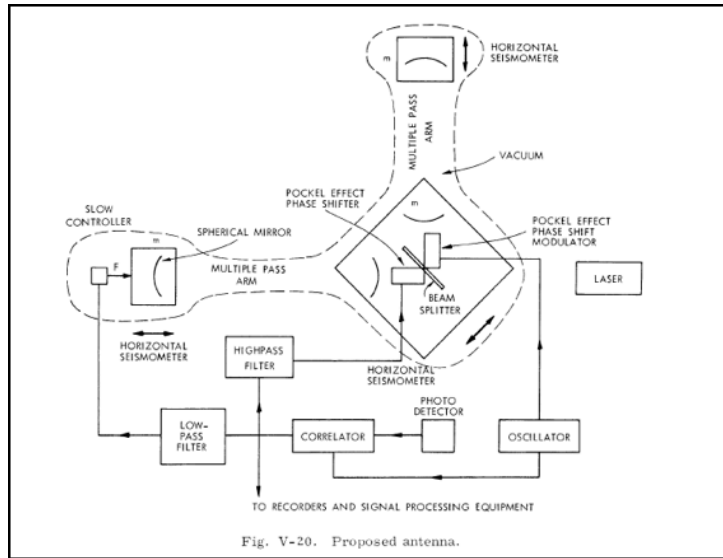 m
HORIZONTAL
SEISMOMETER
MULTIPLE PASS
ARM
VACUUM
SLOW
CONTROLLER
POCKEL EFFECT
PHASE SHIFTER
m
POCKEL EFFECT
PHASE SHIFT
MODULATOR
m
SPHERICAL MIRROR
F
MULTIPLE PASS
ARM
LASER
BEAM
SPLITTER
HORIZONTAL
SEISMOMETER
HIGHPASS
FILTER
HORIZONTAL
SEISMOMETER
PHOTO
DETECTOR
LOW-
PASS
FILTER
CORRELATOR
OSCILLATOR
TO RECORDERS AND SIGNAL PROCESSING EQUIPMENT
Fig. V-20. Proposed antenna.